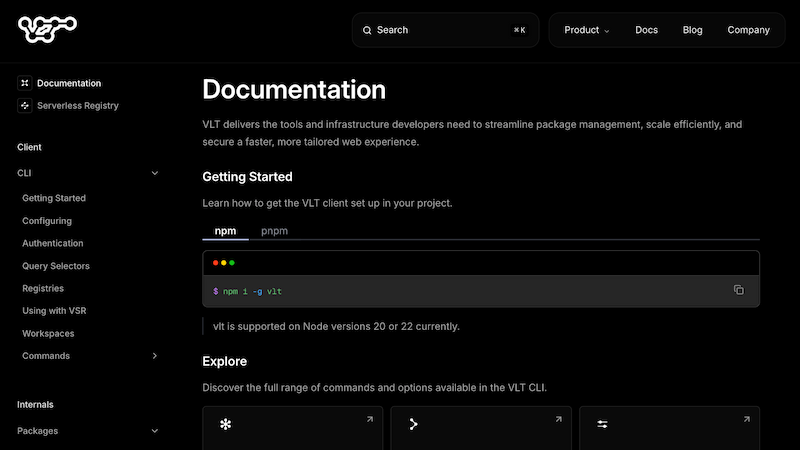 vlt
Search
⌘K
Product
Docs
Blog
Company
Documentation
Serverless Registry
Client
CLI
Getting Started
Configuring
Authentication
Query Selectors
Registries
Using with VSR
Workspaces
Commands
Internals
Packages
Documentation
VLT delivers the tools and infrastructure developers need to streamline package management, scale efficiently, and
secure a faster, more tailored web experience.
Getting Started
Learn how to get the VLT client set up in your project.
npm pnpm
$ npm i -g vlt
vlt is supported on Node versions 20 or 22 currently.
Explore
Discover the full range of commands and options available in the VLT CLI.